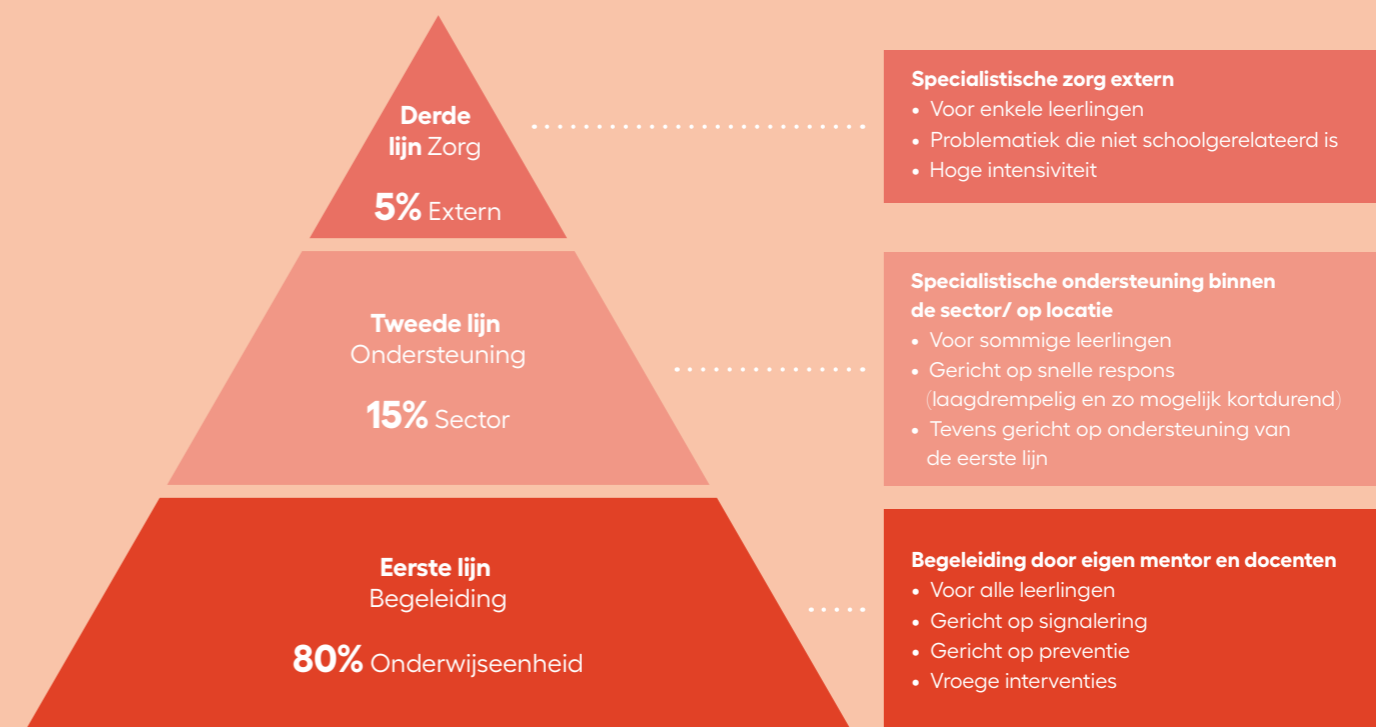 Derde
lijn Zorg
5% Extern
Specialistische zorg extern
• Voor enkele leerlingen
• Problematiek die niet schoolgerelateerd is
• Hoge intensiviteit
Tweede lijn
Ondersteuning
15% Sector
Specialistische ondersteuning binnen
de sector/ op locatie
• Voor sommige leerlingen
• Gericht op snelle respons
(laagdrempelig en zo mogelijk kortdurend)
• Tevens gericht op ondersteuning van
de eerste lijn
Eerste lijn
Begeleiding
80% Onderwijseenheid
Begeleiding door eigen mentor en docenten
• Voor alle leerlingen
• Gericht op signalering
• Gericht op preventie
• Vroege interventies